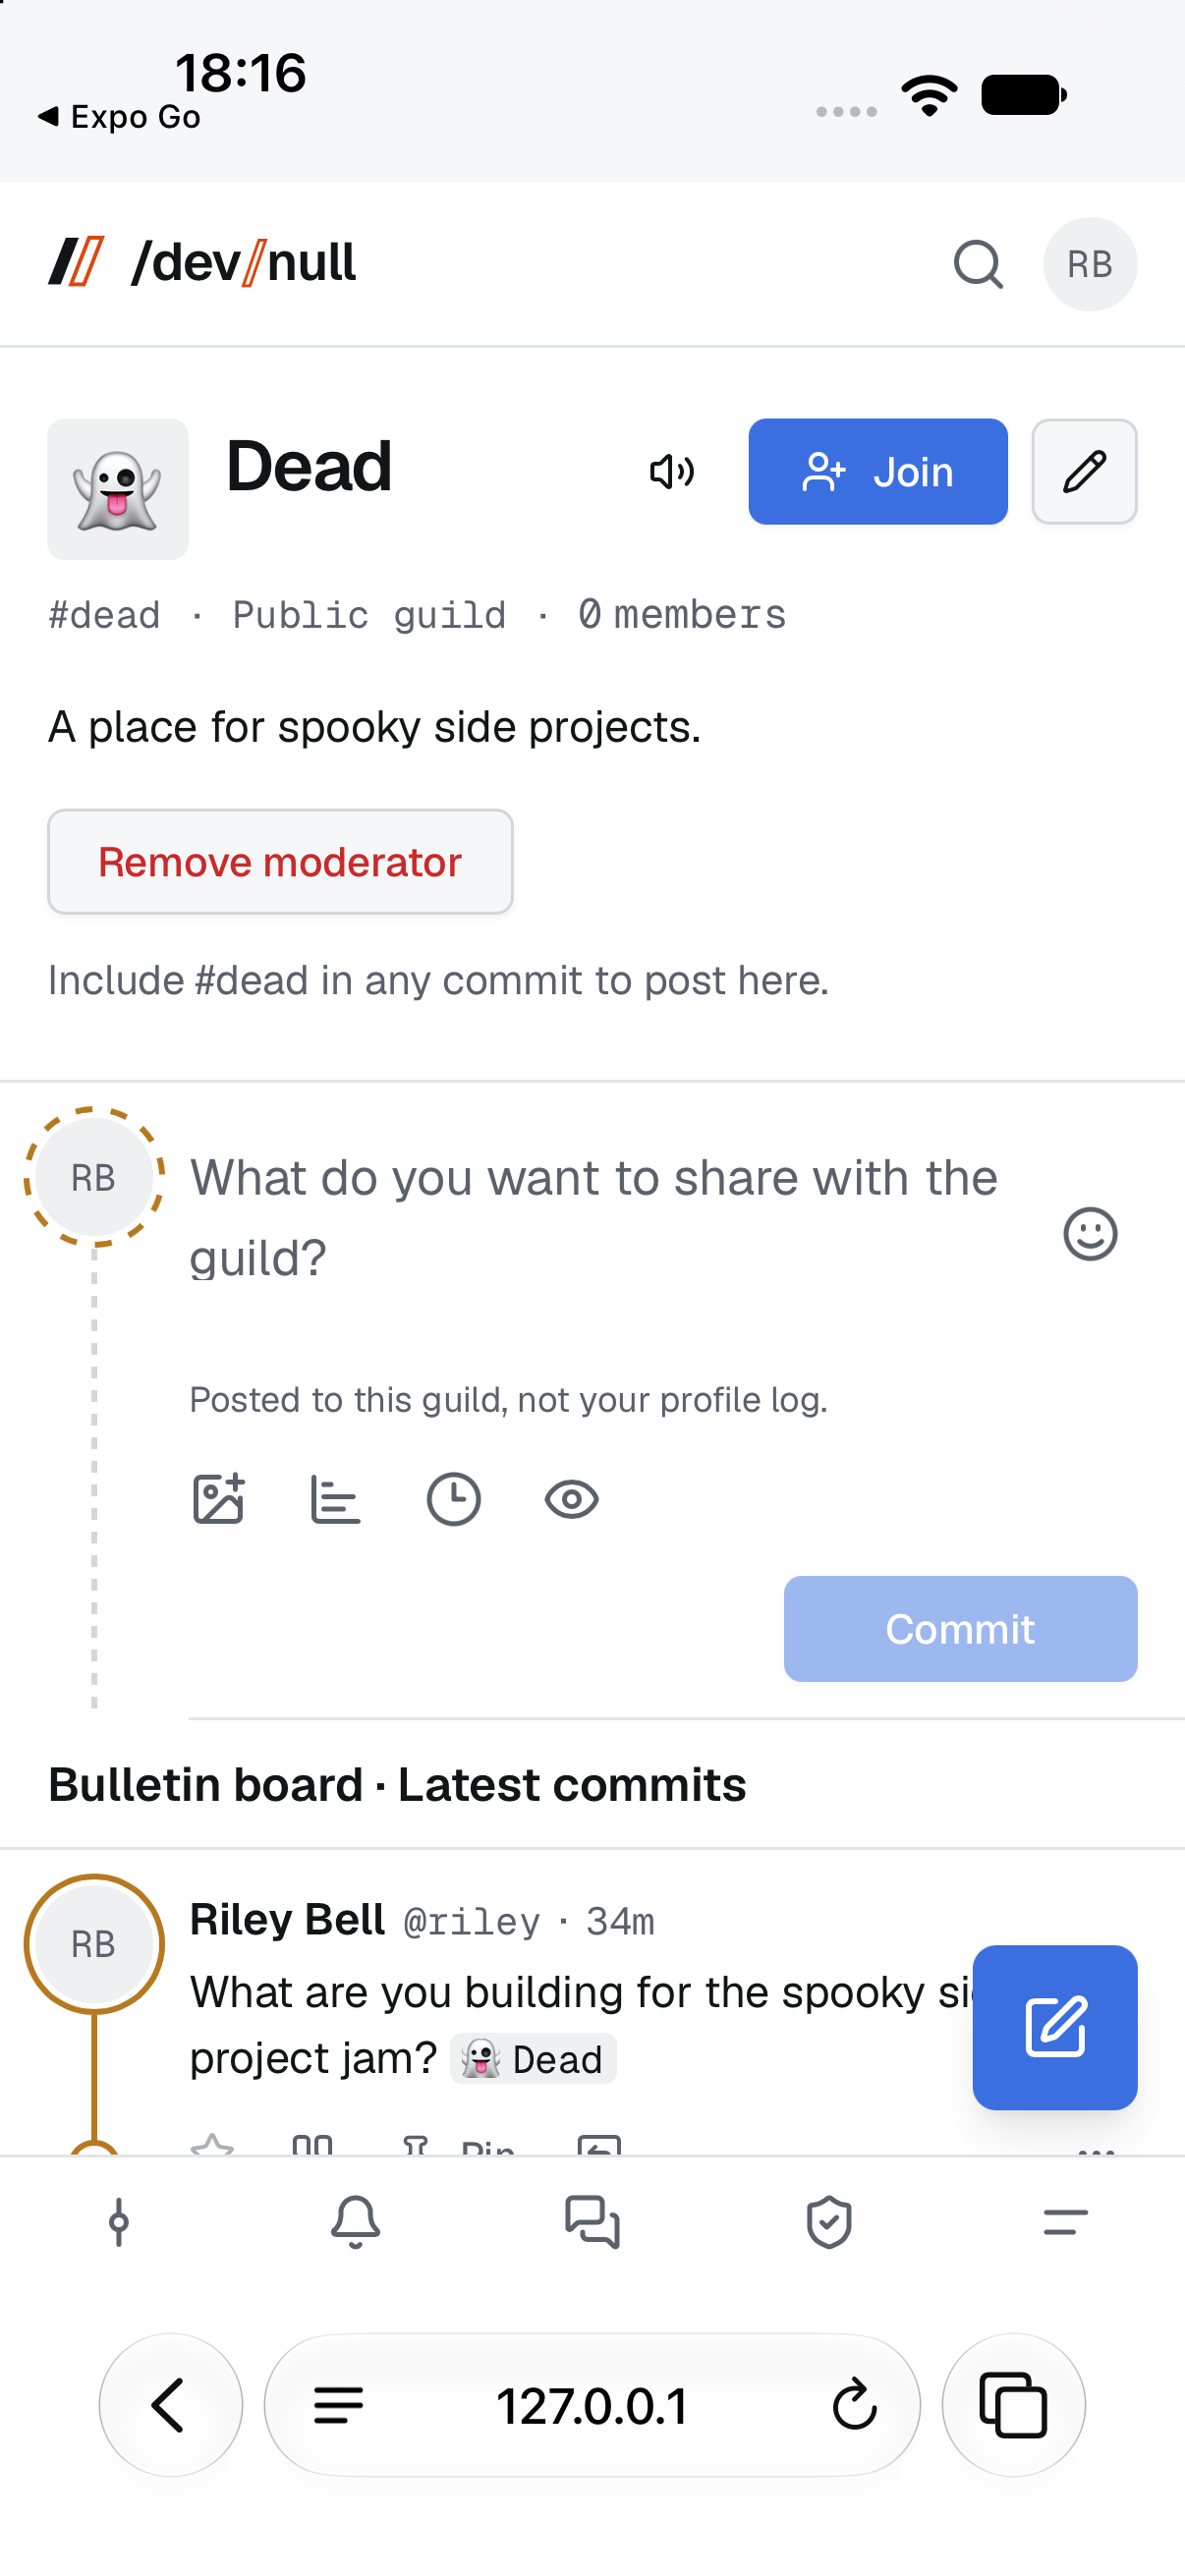 18:16
Expo Go
/dev/null
RB
Dead
Join
#dead · Public guild · 0 members
A place for spooky side projects.
Remove moderator
Include #dead in any commit to post here.
RB
What do you want to share with the
guild?
Posted to this guild, not your profile log.
Commit
Bulletin board · Latest commits
RB
Riley Bell @riley · 34m
What are you building for the spooky
project jam? 👻 Dead
Pin
127.0.0.1